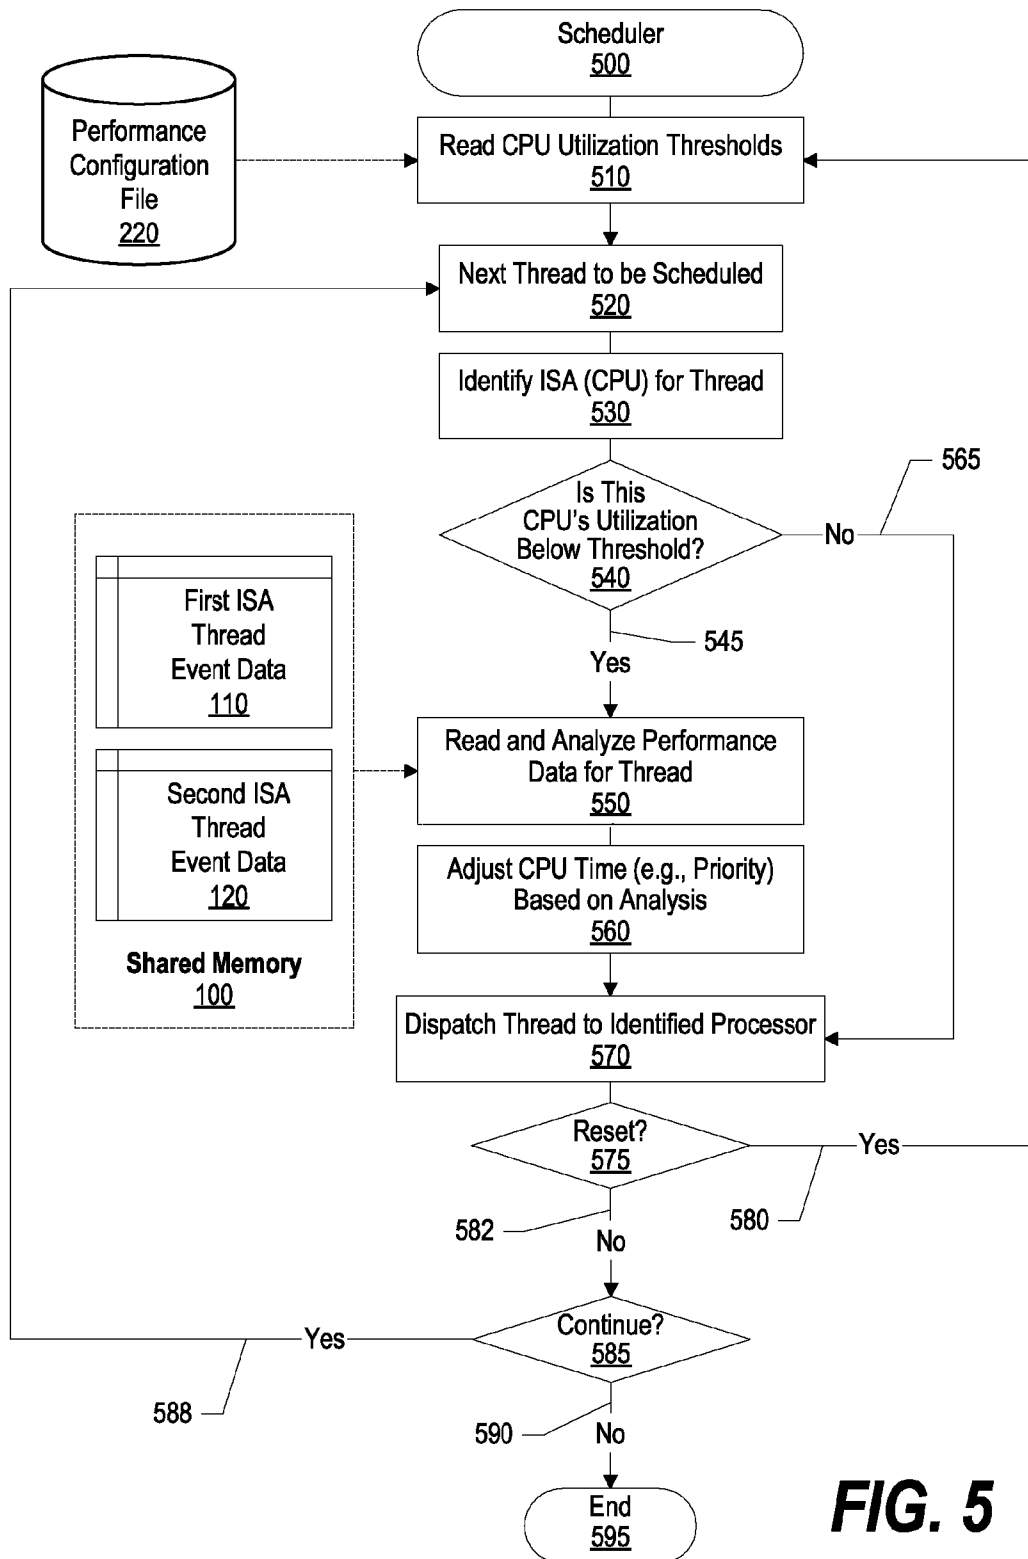 Scheduler
500
Performance
Configuration
File
220
Read CPU Utilization Thresholds
510
Next Thread to be Scheduled
520
Identify ISA (CPU) for Thread
530
565
Is This
CPU's Utilization
Below Threshold?
540
No
First ISA
Thread
Event Data
110
545
Yes
Read and Analyze Performance
Data for Thread
550
Second ISA
Thread
Event Data
120
Adjust CPU Time (e.g., Priority)
Based on Analysis
560
Shared Memory
100
Dispatch Thread to Identified Processor
570
Reset?
575
Yes
582
580
No
Continue?
585
Yes
588
590
No
End
595
FIG. 5